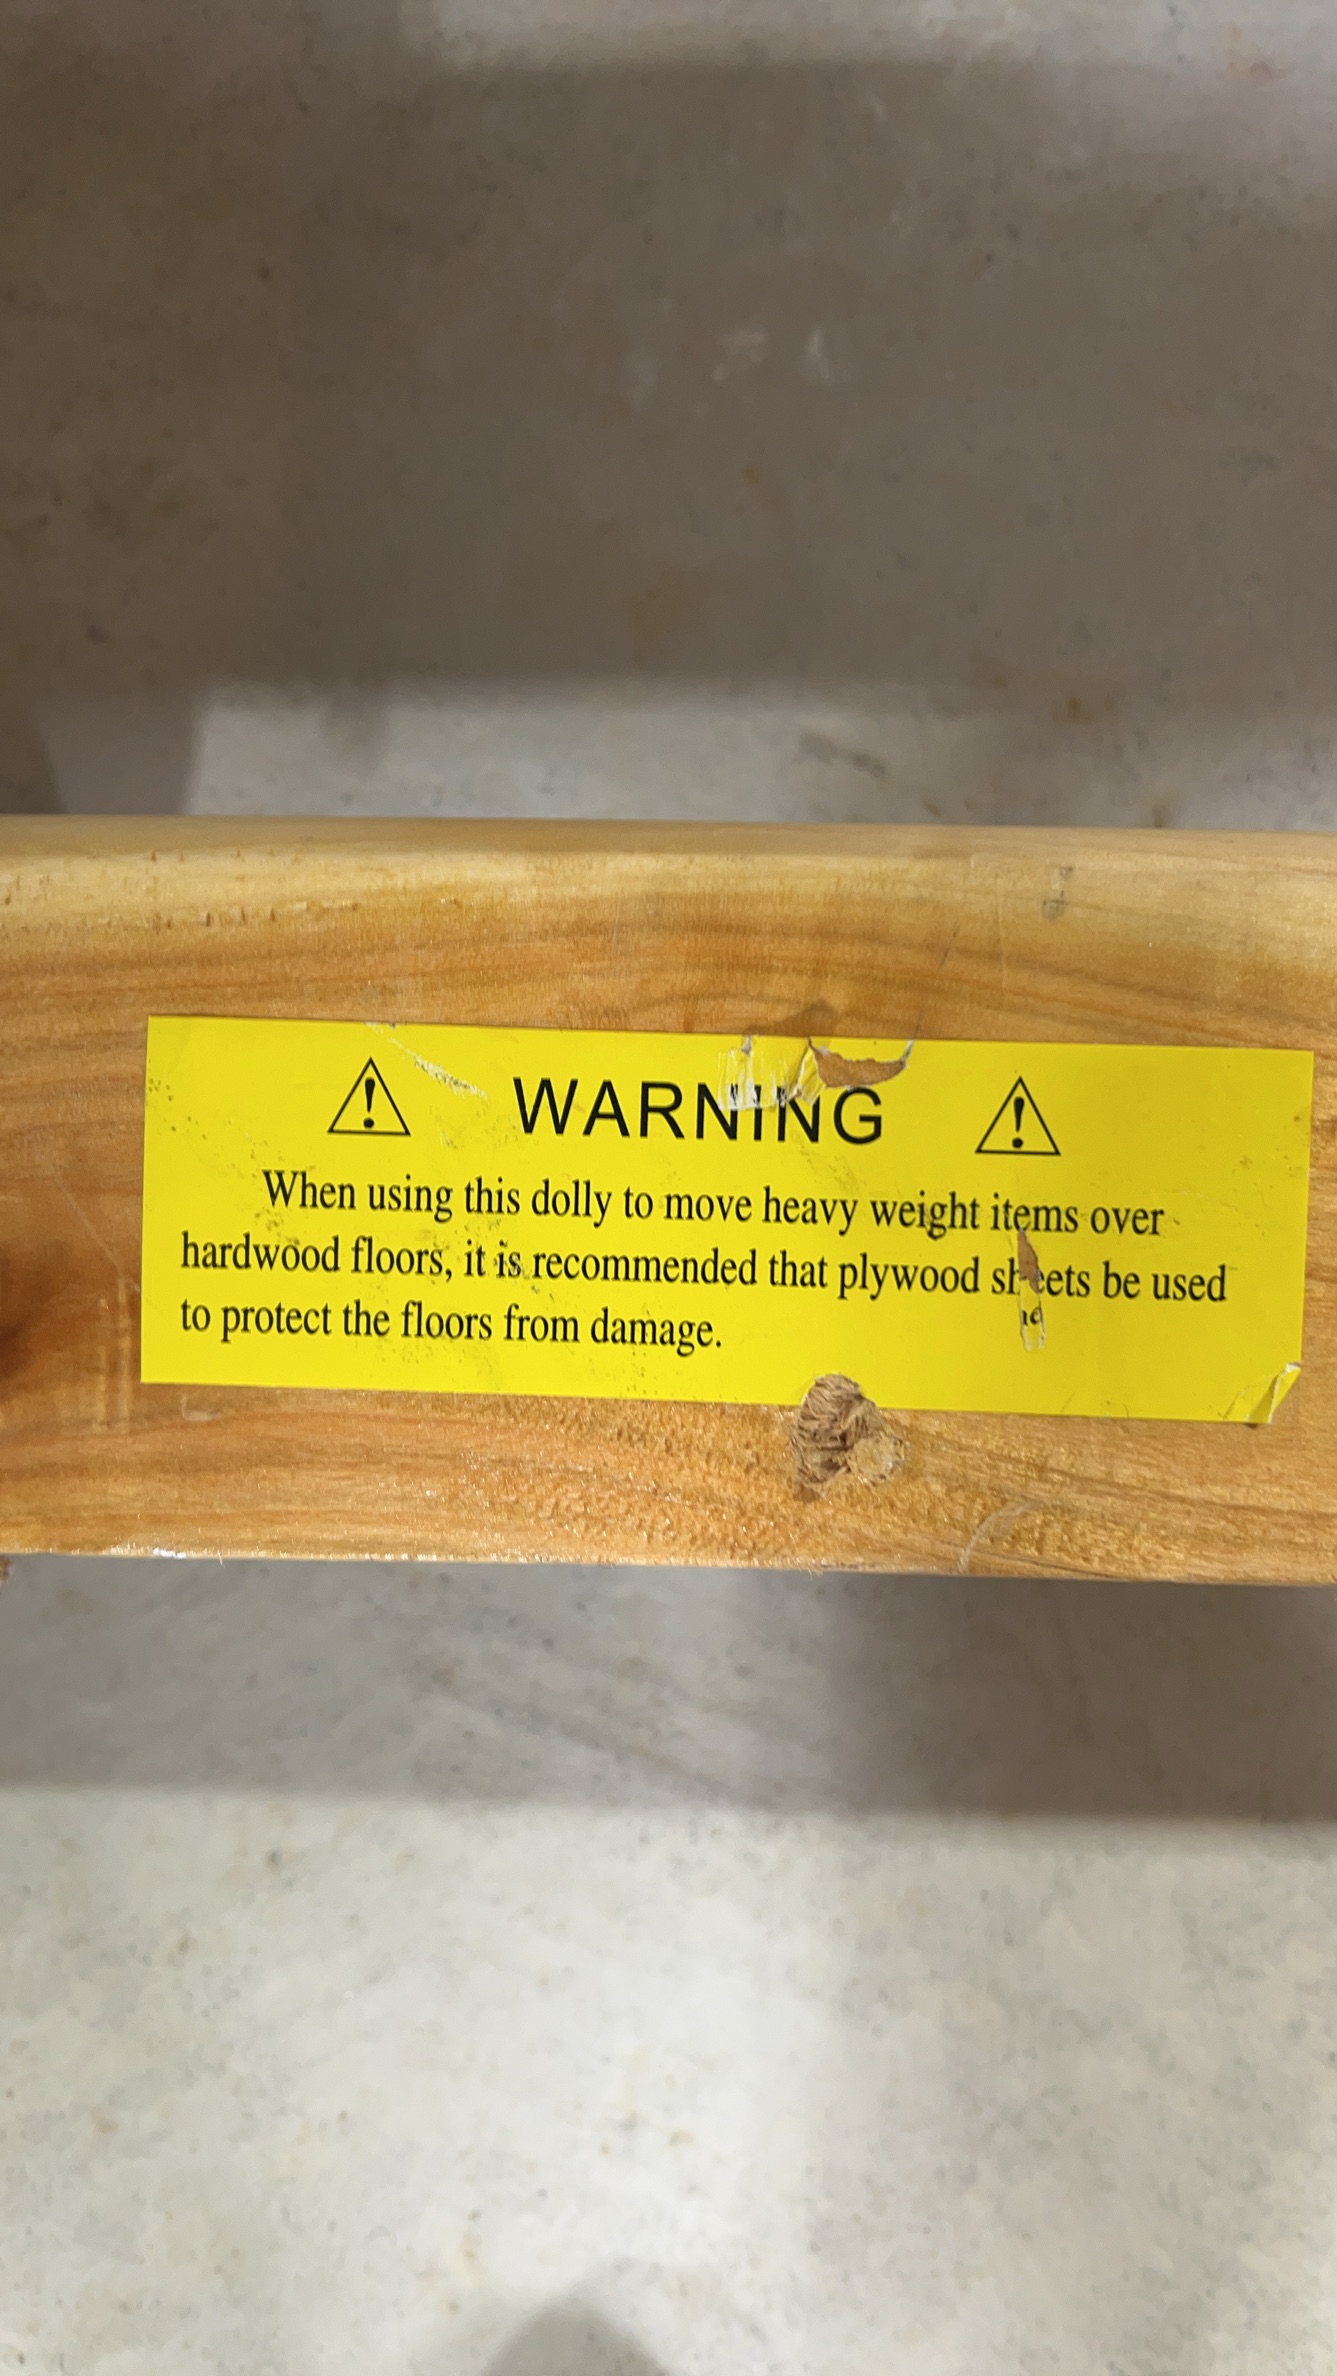 WARNING
When using this dolly to move heavy weight items over
hardwood floors, it is recommended that plywood sheets be used
to protect the floors from damage.